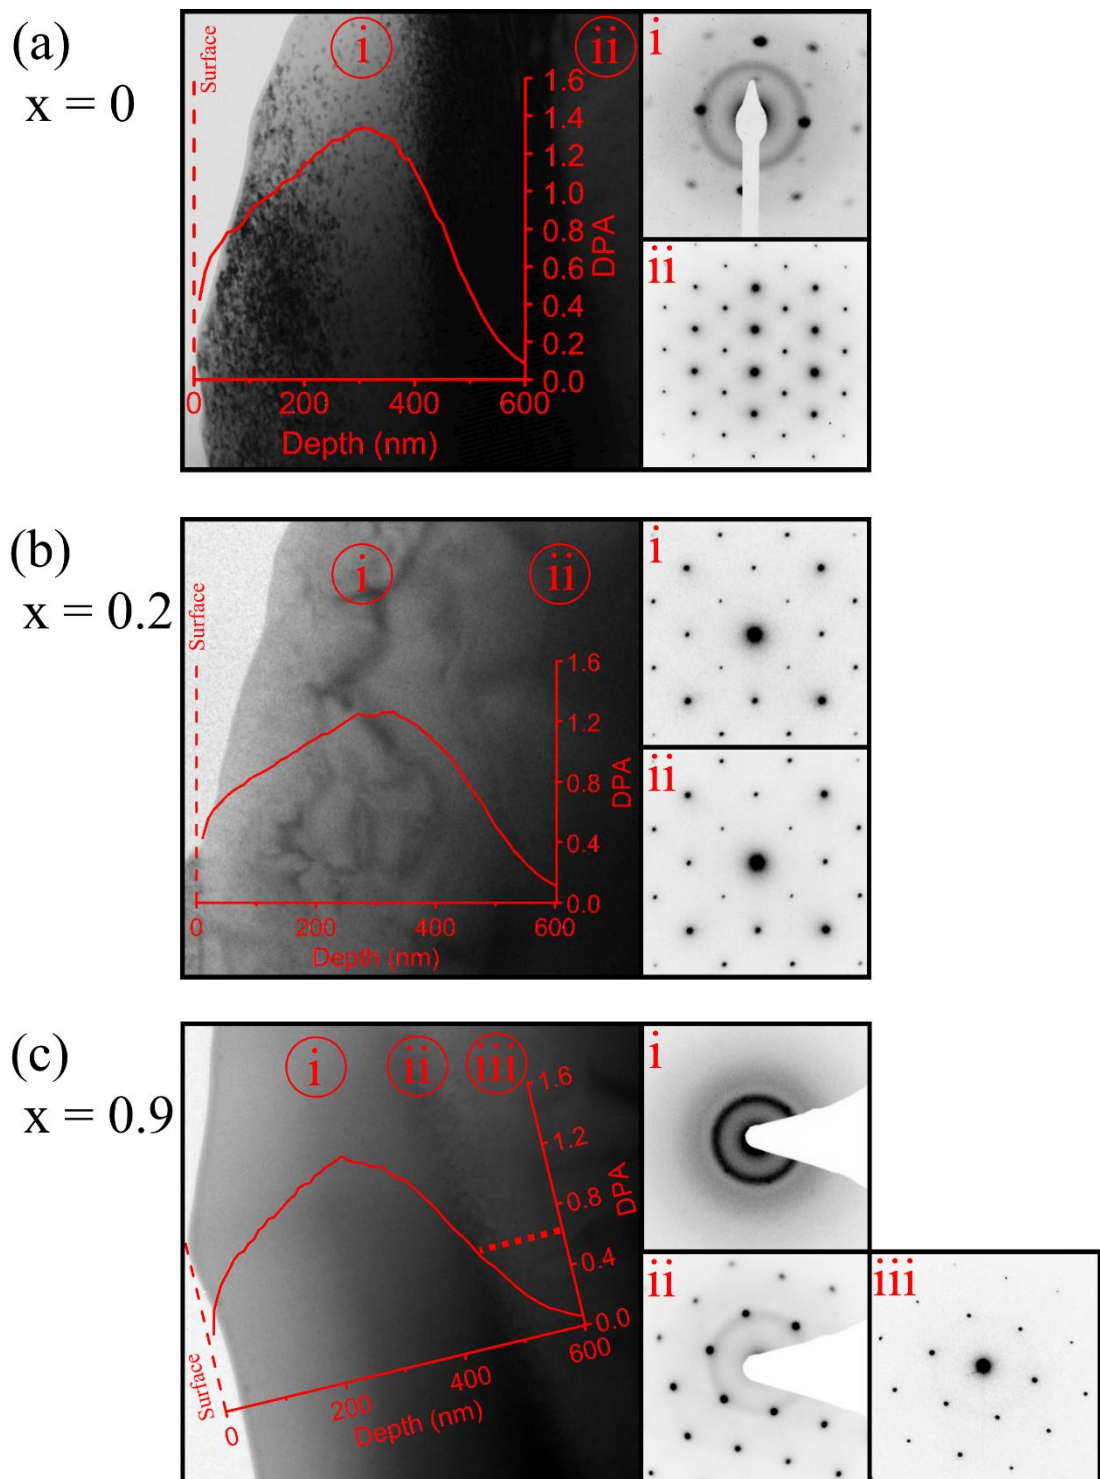 (a)
x = 0
Surface
i
ii
1.6
1.4
1.2
1.0
0.8
0.6
0.4
0.2
0.0
DPA
0
200
400
600
Depth (nm)
i
ii
(b)
x = 0.2
Surface
i
ii
1.6
1.2
0.8
0.4
0.0
DPA
0
200
400
600
Depth (nm)
i
ii
(c)
x = 0.9
i
ii
iii
1.6
1.2
0.8
0.4
0.0
DPA
Surface
0
200
400
600
Depth (nm)
i
ii
iii